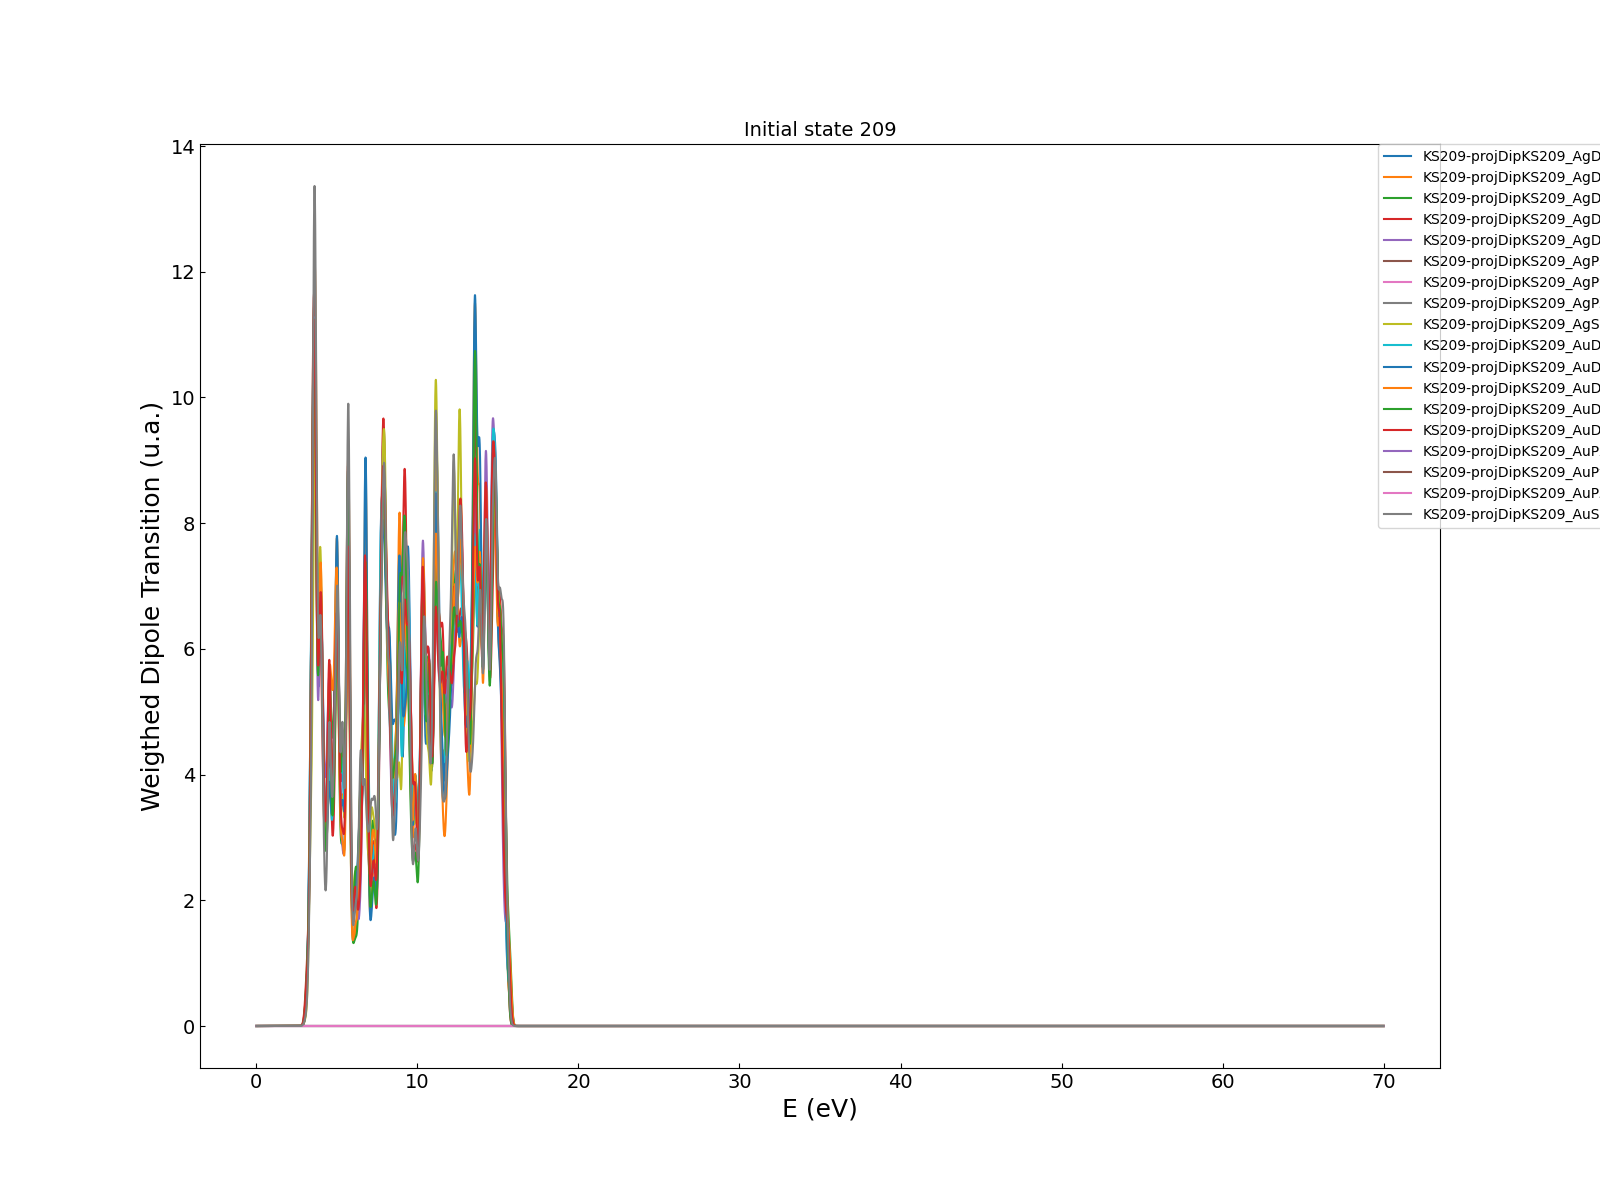 Initial state 209
14
12
10
8
6
4
2
0
Weigthed Dipole Transition (u.a.)
0 10 20 30 40 50 60 70
E (eV)
KS209-projDipKS209_AgD
KS209-projDipKS209_AgD
KS209-projDipKS209_AgD
KS209-projDipKS209_AgD
KS209-projDipKS209_AgD
KS209-projDipKS209_AgP
KS209-projDipKS209_AgP
KS209-projDipKS209_AgP
KS209-projDipKS209_AgS
KS209-projDipKS209_AuD
KS209-projDipKS209_AuD
KS209-projDipKS209_AuD
KS209-projDipKS209_AuD
KS209-projDipKS209_AuD
KS209-projDipKS209_AuP
KS209-projDipKS209_AuP
KS209-projDipKS209_AuP
KS209-projDipKS209_AuS